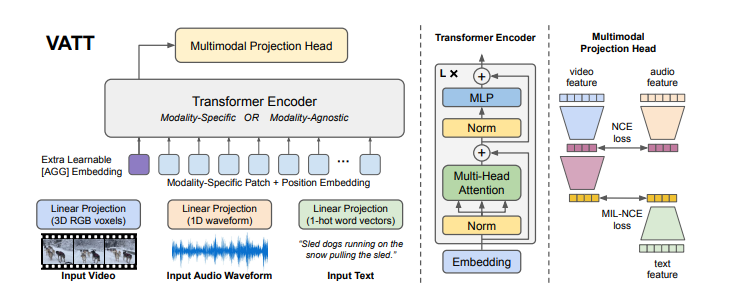 VATT
Multimodal Projection Head
Transformer Encoder
Modality-Specific OR Modality-Agnostic
Extra Learnable
[AGG] Embedding
...
Modality-Specific Patch + Position Embedding
Linear Projection
(3D RGB voxels)
Input Video
Linear Projection
(1D waveform)
Input Audio Waveform
Linear Projection
(1-hot word vectors)
"Sled dogs running on the
snow pulling the sled."
Input Text
Transformer Encoder
L ×
+
MLP
Norm
+
Multi-Head
Attention
Norm
Embedding
Multimodal
Projection Head
video
feature
audio
feature
NCE
loss
MIL-NCE
loss
text
feature